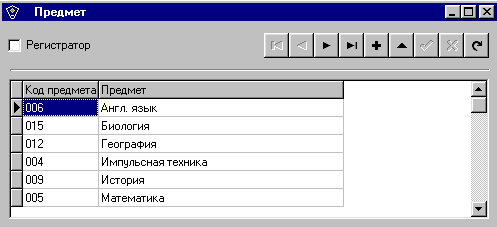 Предмет
Регистратор
Код предмета Предмет
006 Англ. язык
015 Биология
012 География
004 Импульсная техника
009 История
005 Математика